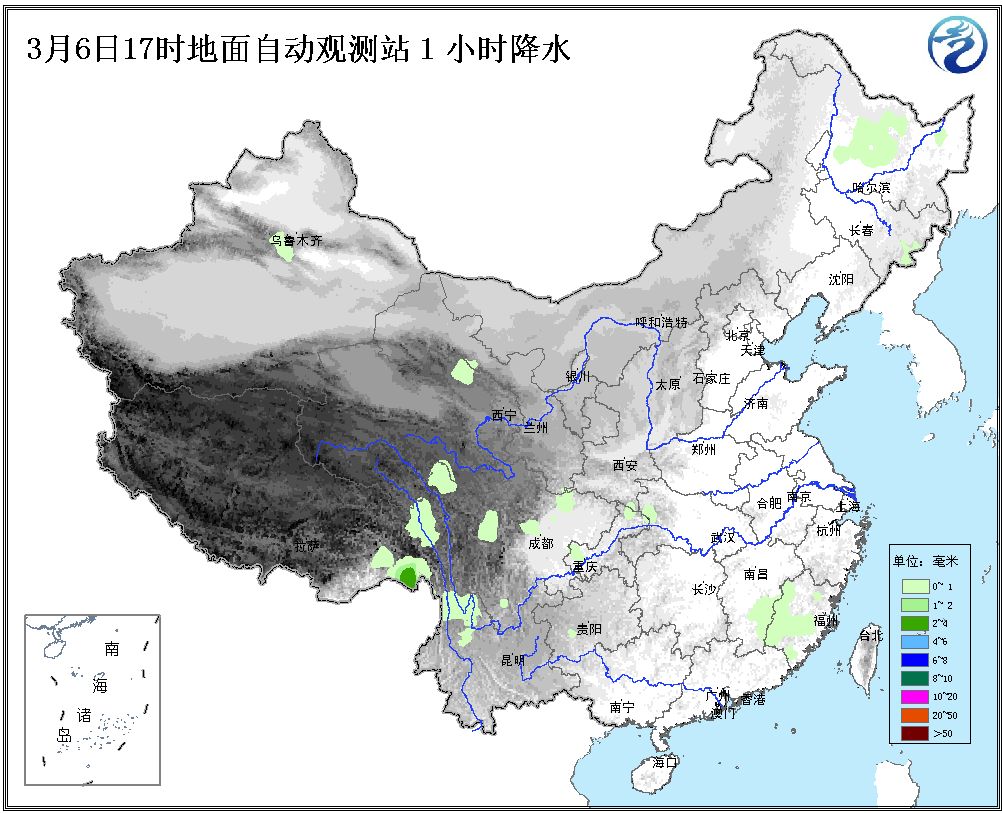 3月6日17时地面自动观测站1小时降水
哈尔滨
长春
乌鲁木齐
沈阳
呼和浩特
北京
天津
银川
太原
石家庄
济南
西宁
兰州
郑州
西安
合肥
南京
上海
成都
武汉
杭州
拉萨
重庆
南昌
长沙
福州
贵阳
台北
昆明
广州
香港
澳门
南宁
海口
南
海
诸
岛
单位：毫米
0~1
1~2
2~4
4~6
6~8
8~10
10~20
20~50
>50